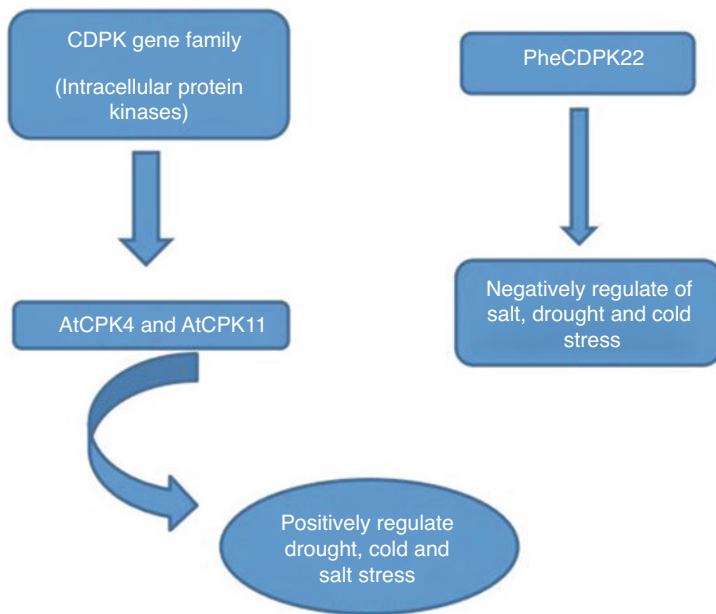 CDPK gene family
(Intracellular protein
kinases)
AtCPK4 and AtCPK11
Positively regulate
drought, cold and
salt stress
PheCDPK22
Negatively regulate of
salt, drought and cold
stress